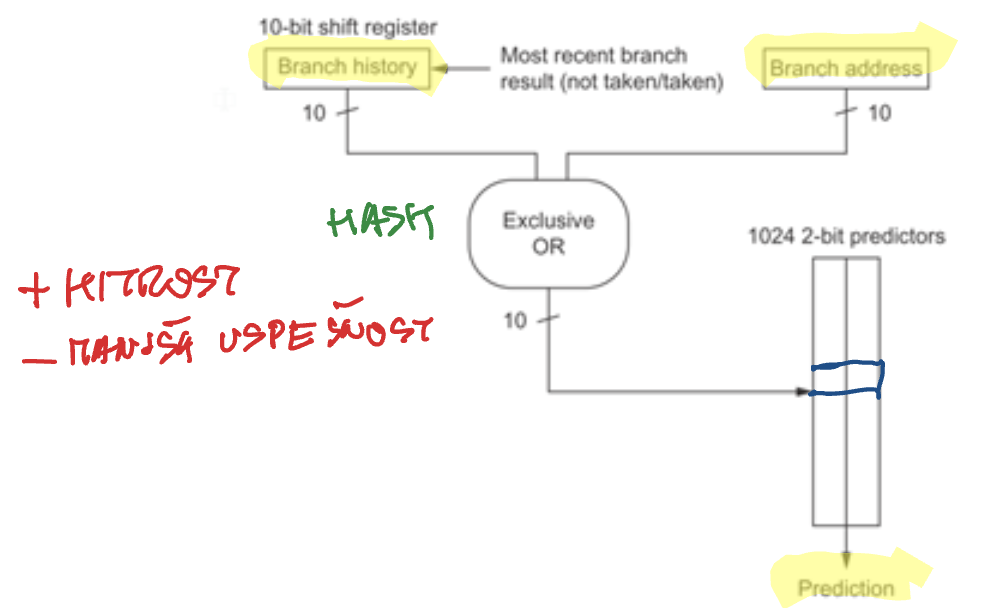 10-bit shift register
Branch history
Most recent branch
result (not taken/taken)
Branch address
10
10
HASH
Exclusive
OR
1024 2-bit predictors
+ HITROST
- MANJŠA USPEŠNOST
10
Prediction